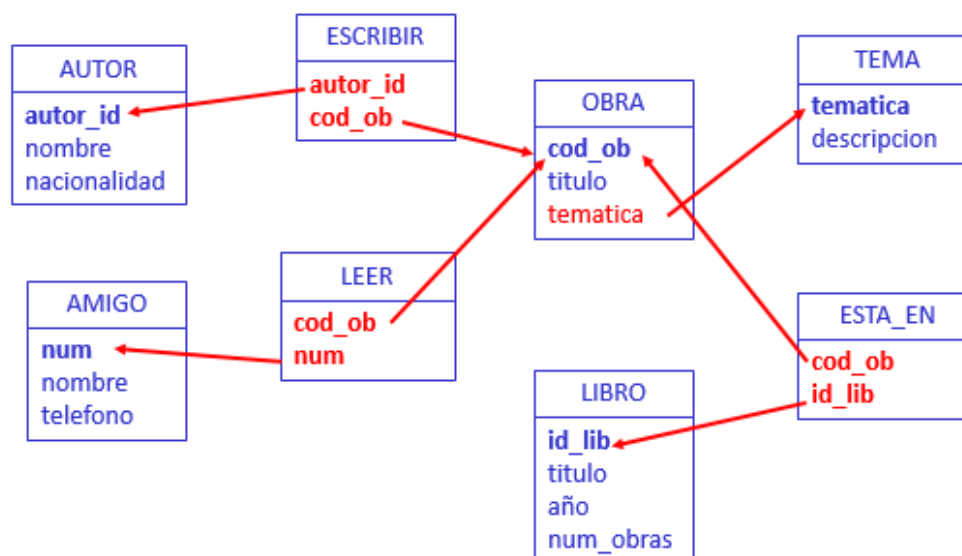 ESCRIBIR
autor_id
cod_ob
AUTOR
autor_id
nombre
nacionalidad
OBRA
cod_ob
titulo
tematica
TEMA
tematica
descripcion
AMIGO
num
nombre
telefono
LEER
cod_ob
num
LIBRO
id_lib
titulo
año
num_obras
ESTA_EN
cod_ob
id_lib